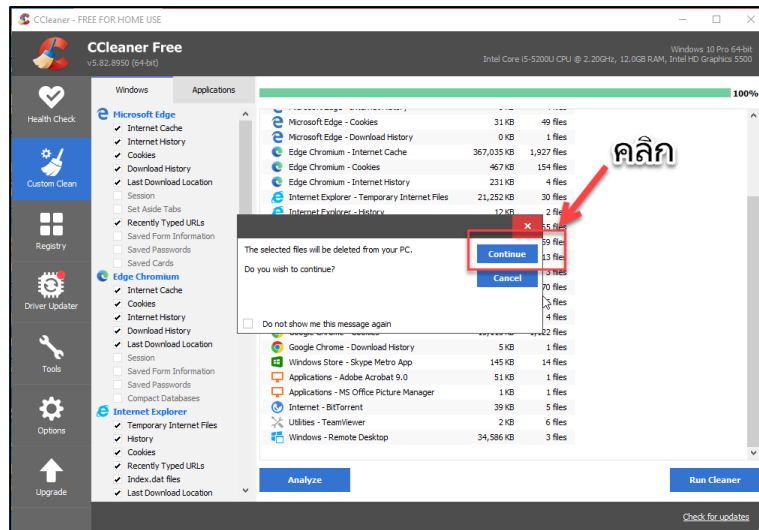 CCleaner - FREE FOR HOME USE
CCleaner Free
v5.82.8950 (64-bit)
Windows 10 Pro 64-bit
Intel Core i5-5200U CPU @ 2.20GHz, 12.0GB RAM, Intel HD Graphics 5500
Health Check
Custom Clean
Registry
Driver Updater
Tools
Options
Upgrade
Windows
Applications
Microsoft Edge
Internet Cache
Internet History
Cookies
Download History
Last Download Location
Session
Set Aside Tabs
Recently Typed URLs
Saved Form Information
Saved Passwords
Saved Cards
Edge Chromium
Internet Cache
Cookies
Internet History
Download History
Last Download Location
Session
Saved Form Information
Saved Passwords
Compact Databases
Internet Explorer
Temporary Internet Files
History
Cookies
Recently Typed URLs
Index.dat files
Last Download Location
100%
Microsoft Edge - Cookies 31 KB 49 files
Microsoft Edge - Download History 0 KB 1 files
Edge Chromium - Internet Cache 367,035 KB 1,927 files
Edge Chromium - Cookies 467 KB 154 files
Edge Chromium - Internet History 231 KB 4 files
Internet Explorer - Temporary Internet Files 21,252 KB 30 files
Internet Explorer - History 12 KB 2 files
คลิก
The selected files will be deleted from your PC.
Do you wish to continue?
Continue
Cancel
Do not show me this message again
Google Chrome - Download History 5 KB 1 files
Windows Store - Skype Metro App 145 KB 14 files
Applications - Adobe Acrobat 9.0 51 KB 1 files
Applications - MS Office Picture Manager 1 KB 1 files
Internet - BitTorrent 39 KB 5 files
Utilities - TeamViewer 2 KB 6 files
Windows - Remote Desktop 34,586 KB 3 files
Analyze
Run Cleaner
Check for updates